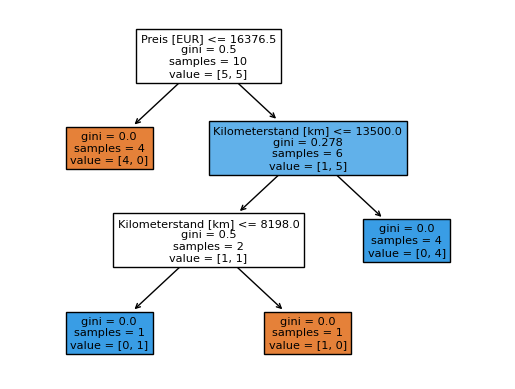 Preis [EUR] <= 16376.5
gini = 0.5
samples = 10
value = [5, 5]
gini = 0.0
samples = 4
value = [4, 0]
Kilometerstand [km] <= 13500.0
gini = 0.278
samples = 6
value = [1, 5]
Kilometerstand [km] <= 8198.0
gini = 0.5
samples = 2
value = [1, 1]
gini = 0.0
samples = 4
value = [0, 4]
gini = 0.0
samples = 1
value = [0, 1]
gini = 0.0
samples = 1
value = [1, 0]